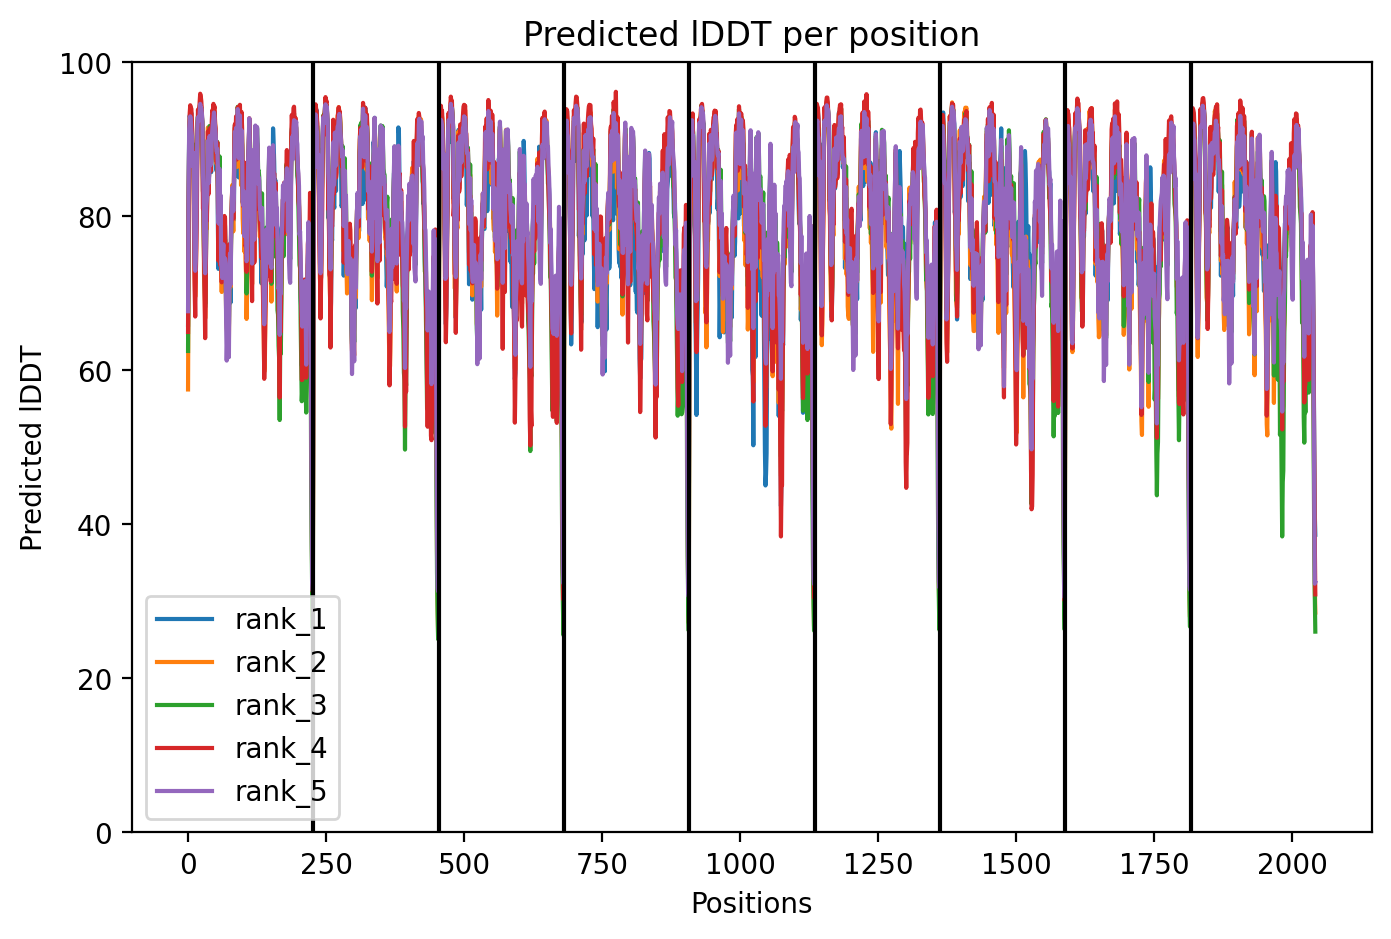 Predicted lDDT per position
100
80
60
40
20
0
Predicted lDDT
rank_1
rank_2
rank_3
rank_4
rank_5
0 250 500 750 1000 1250 1500 1750 2000
Positions